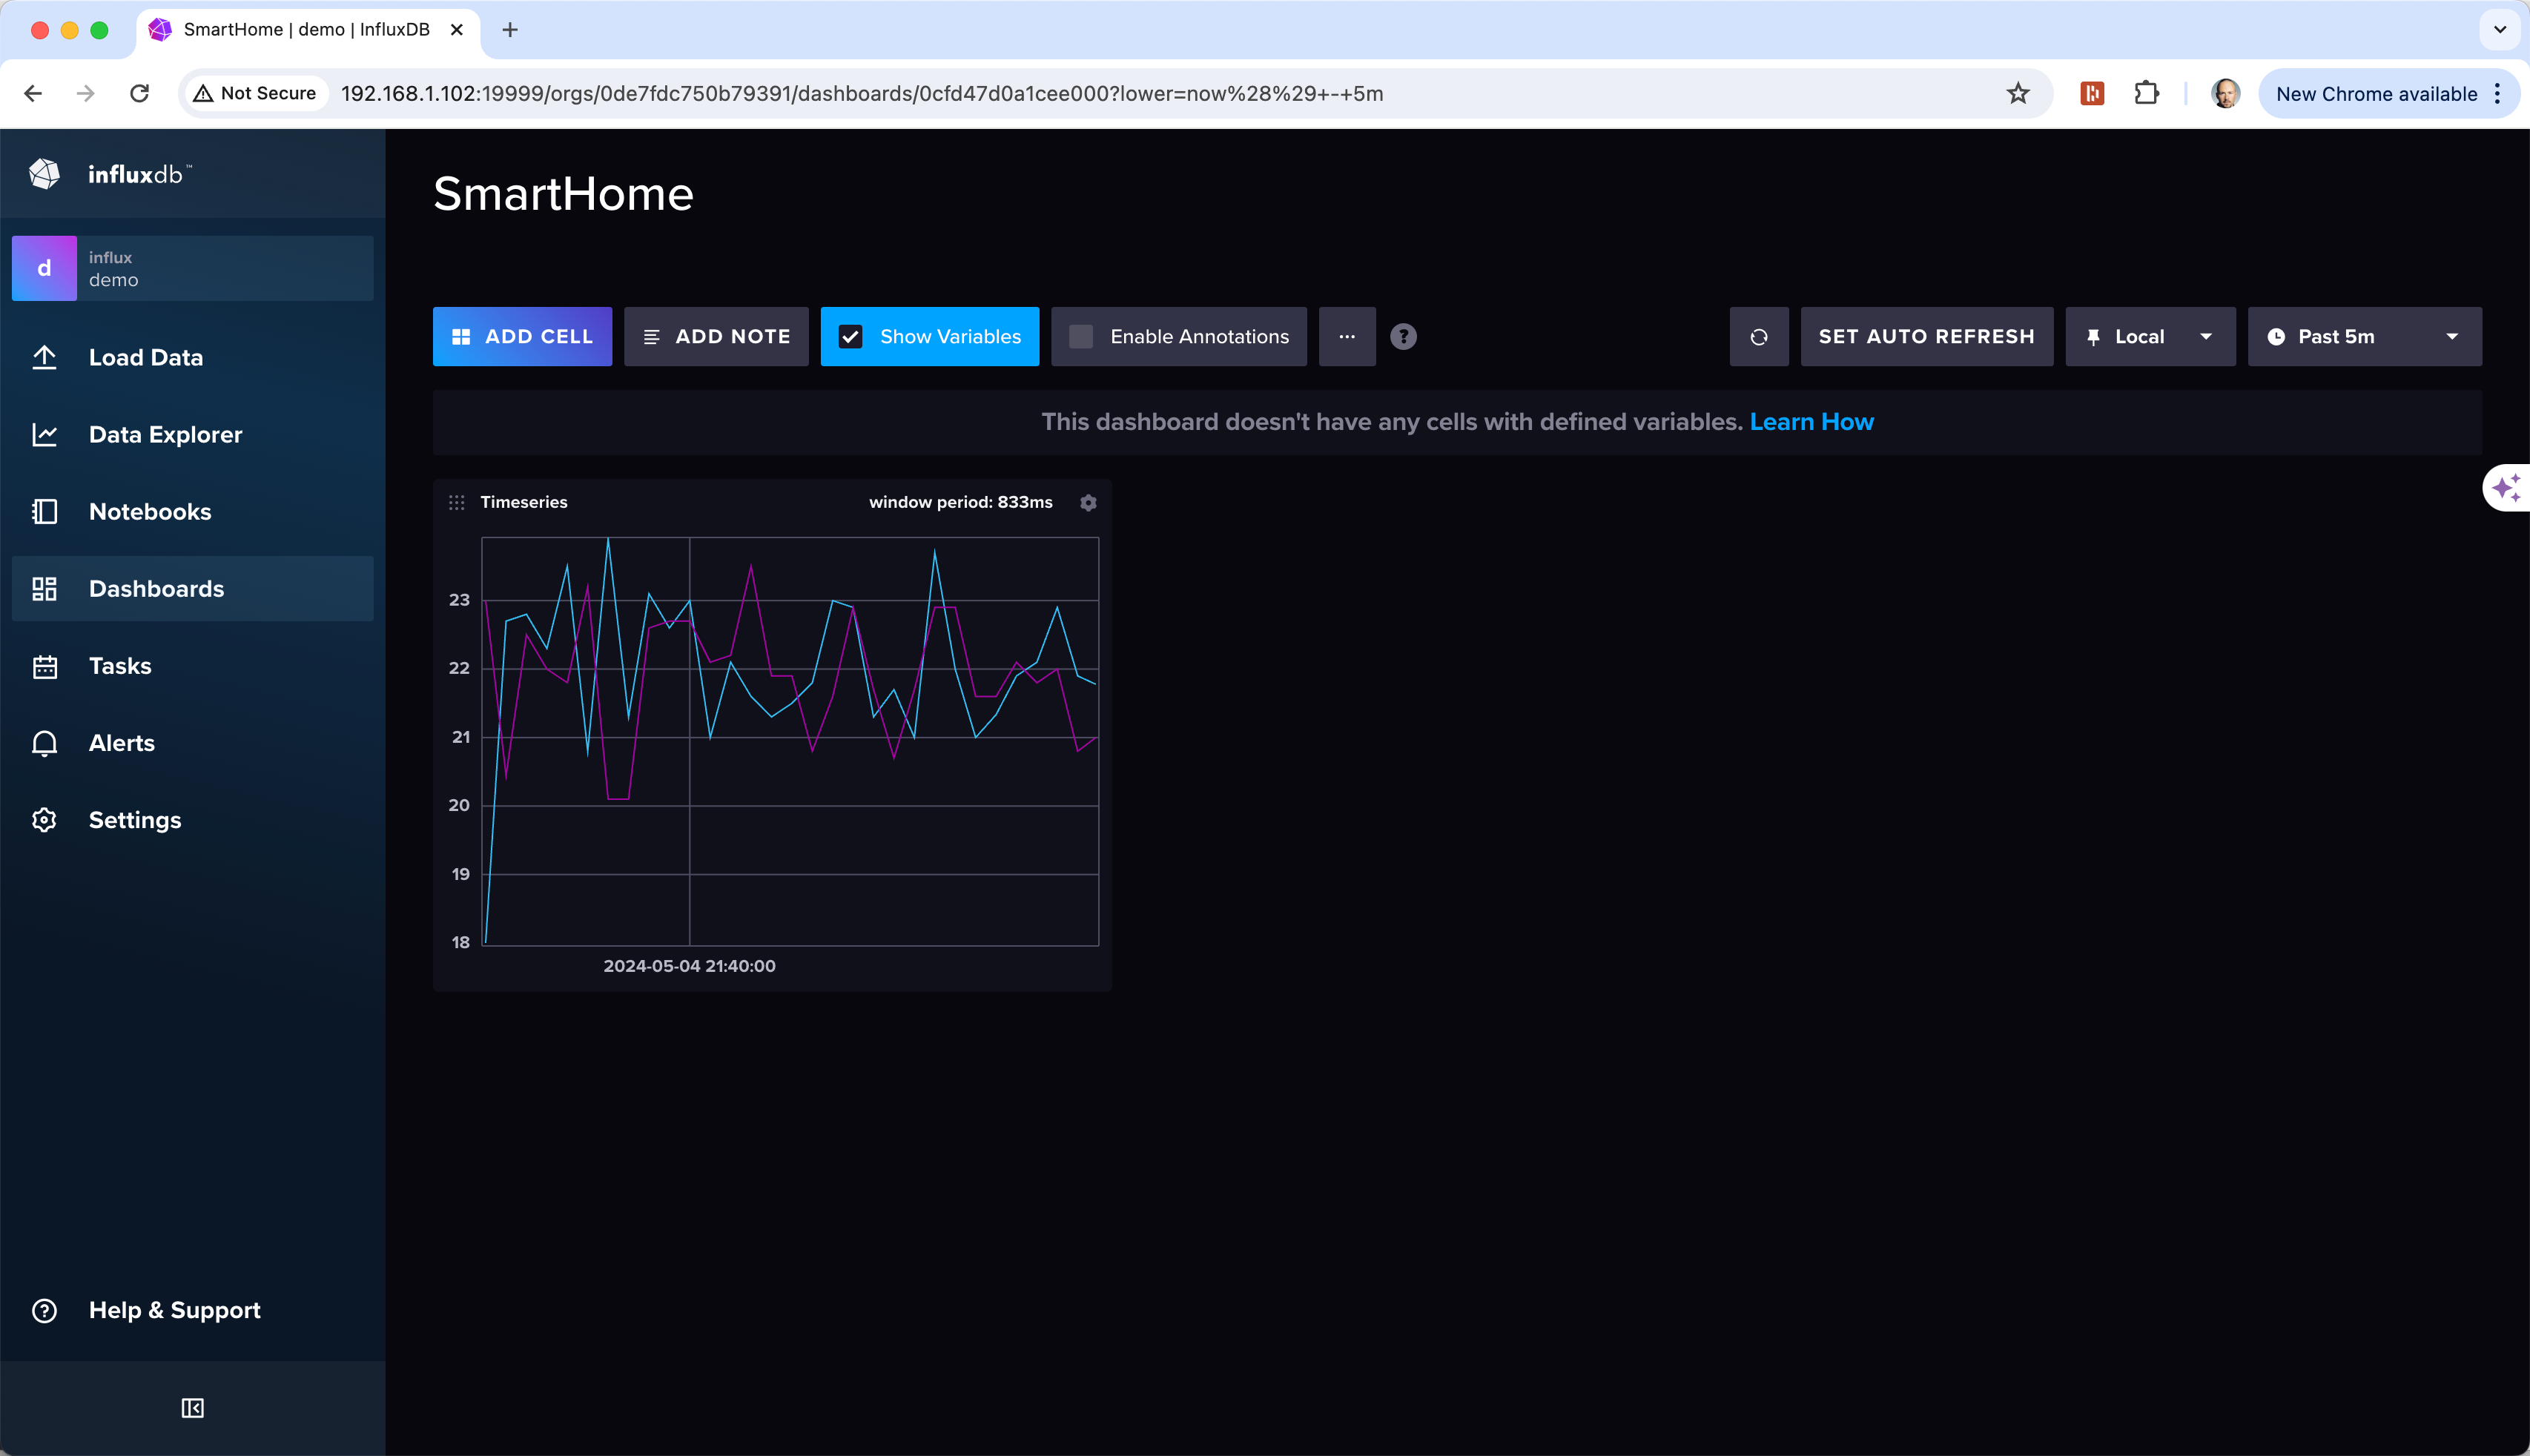 SmartHome | demo | InfluxDB
Not Secure
192.168.1.102:19999/orgs/0de7fdc750b79391/dashboards/0cfd47d0a1cee000?lower=now%28%29+-+5m
New Chrome available
influxdb™
d
influx
demo
Load Data
Data Explorer
Notebooks
Dashboards
Tasks
Alerts
Settings
Help & Support
SmartHome
ADD CELL
ADD NOTE
Show Variables
Enable Annotations
?
SET AUTO REFRESH
Local
Past 5m
This dashboard doesn't have any cells with defined variables. Learn How
Timeseries
window period: 833ms
23
22
21
20
19
18
2024-05-04 21:40:00